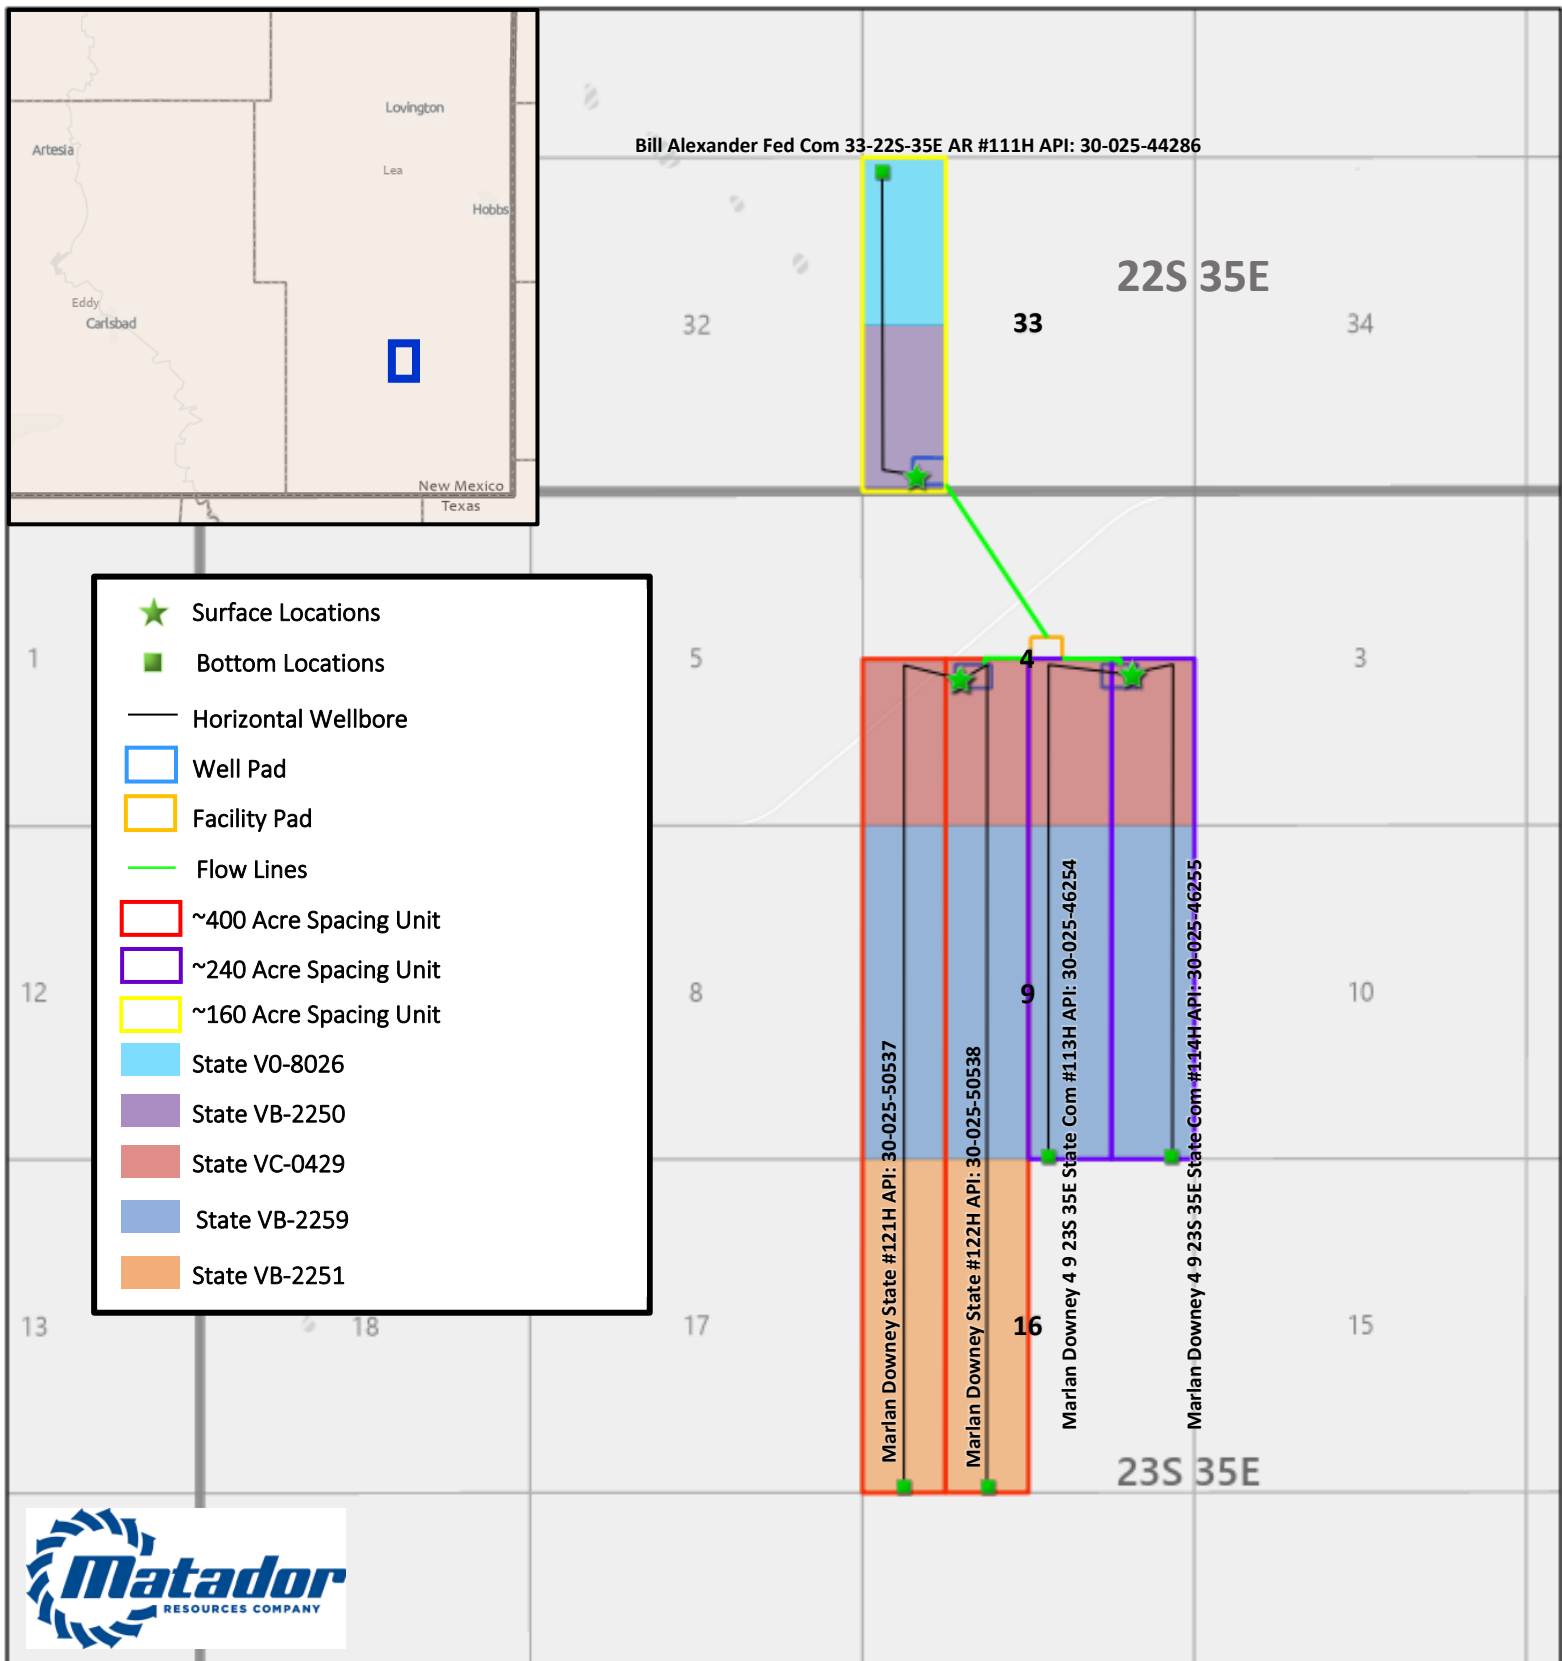 Lovington
Artesia
Lea
Hobbs
Eddy
Carlsbad
New Mexico
Texas
Bill Alexander Fed Com 33-22S-35E AR #111H API: 30-025-44286
22S 35E
32
33
34
Surface Locations
Bottom Locations
Horizontal Wellbore
Well Pad
Facility Pad
Flow Lines
~400 Acre Spacing Unit
~240 Acre Spacing Unit
~160 Acre Spacing Unit
State V0-8026
State VB-2250
State VC-0429
State VB-2259
State VB-2251
1
5
4
3
12
8
9
10
13
18
17
16
15
Marlan Downey State #121H API: 30-025-50537
Marlan Downey State #122H API: 30-025-50538
Marlan Downey 4 9 23S 35E State Com #113H API: 30-025-46254
Marlan Downey 4 9 23S 35E State Com #114H API: 30-025-46255
23S 35E
Matador
RESOURCES COMPANY